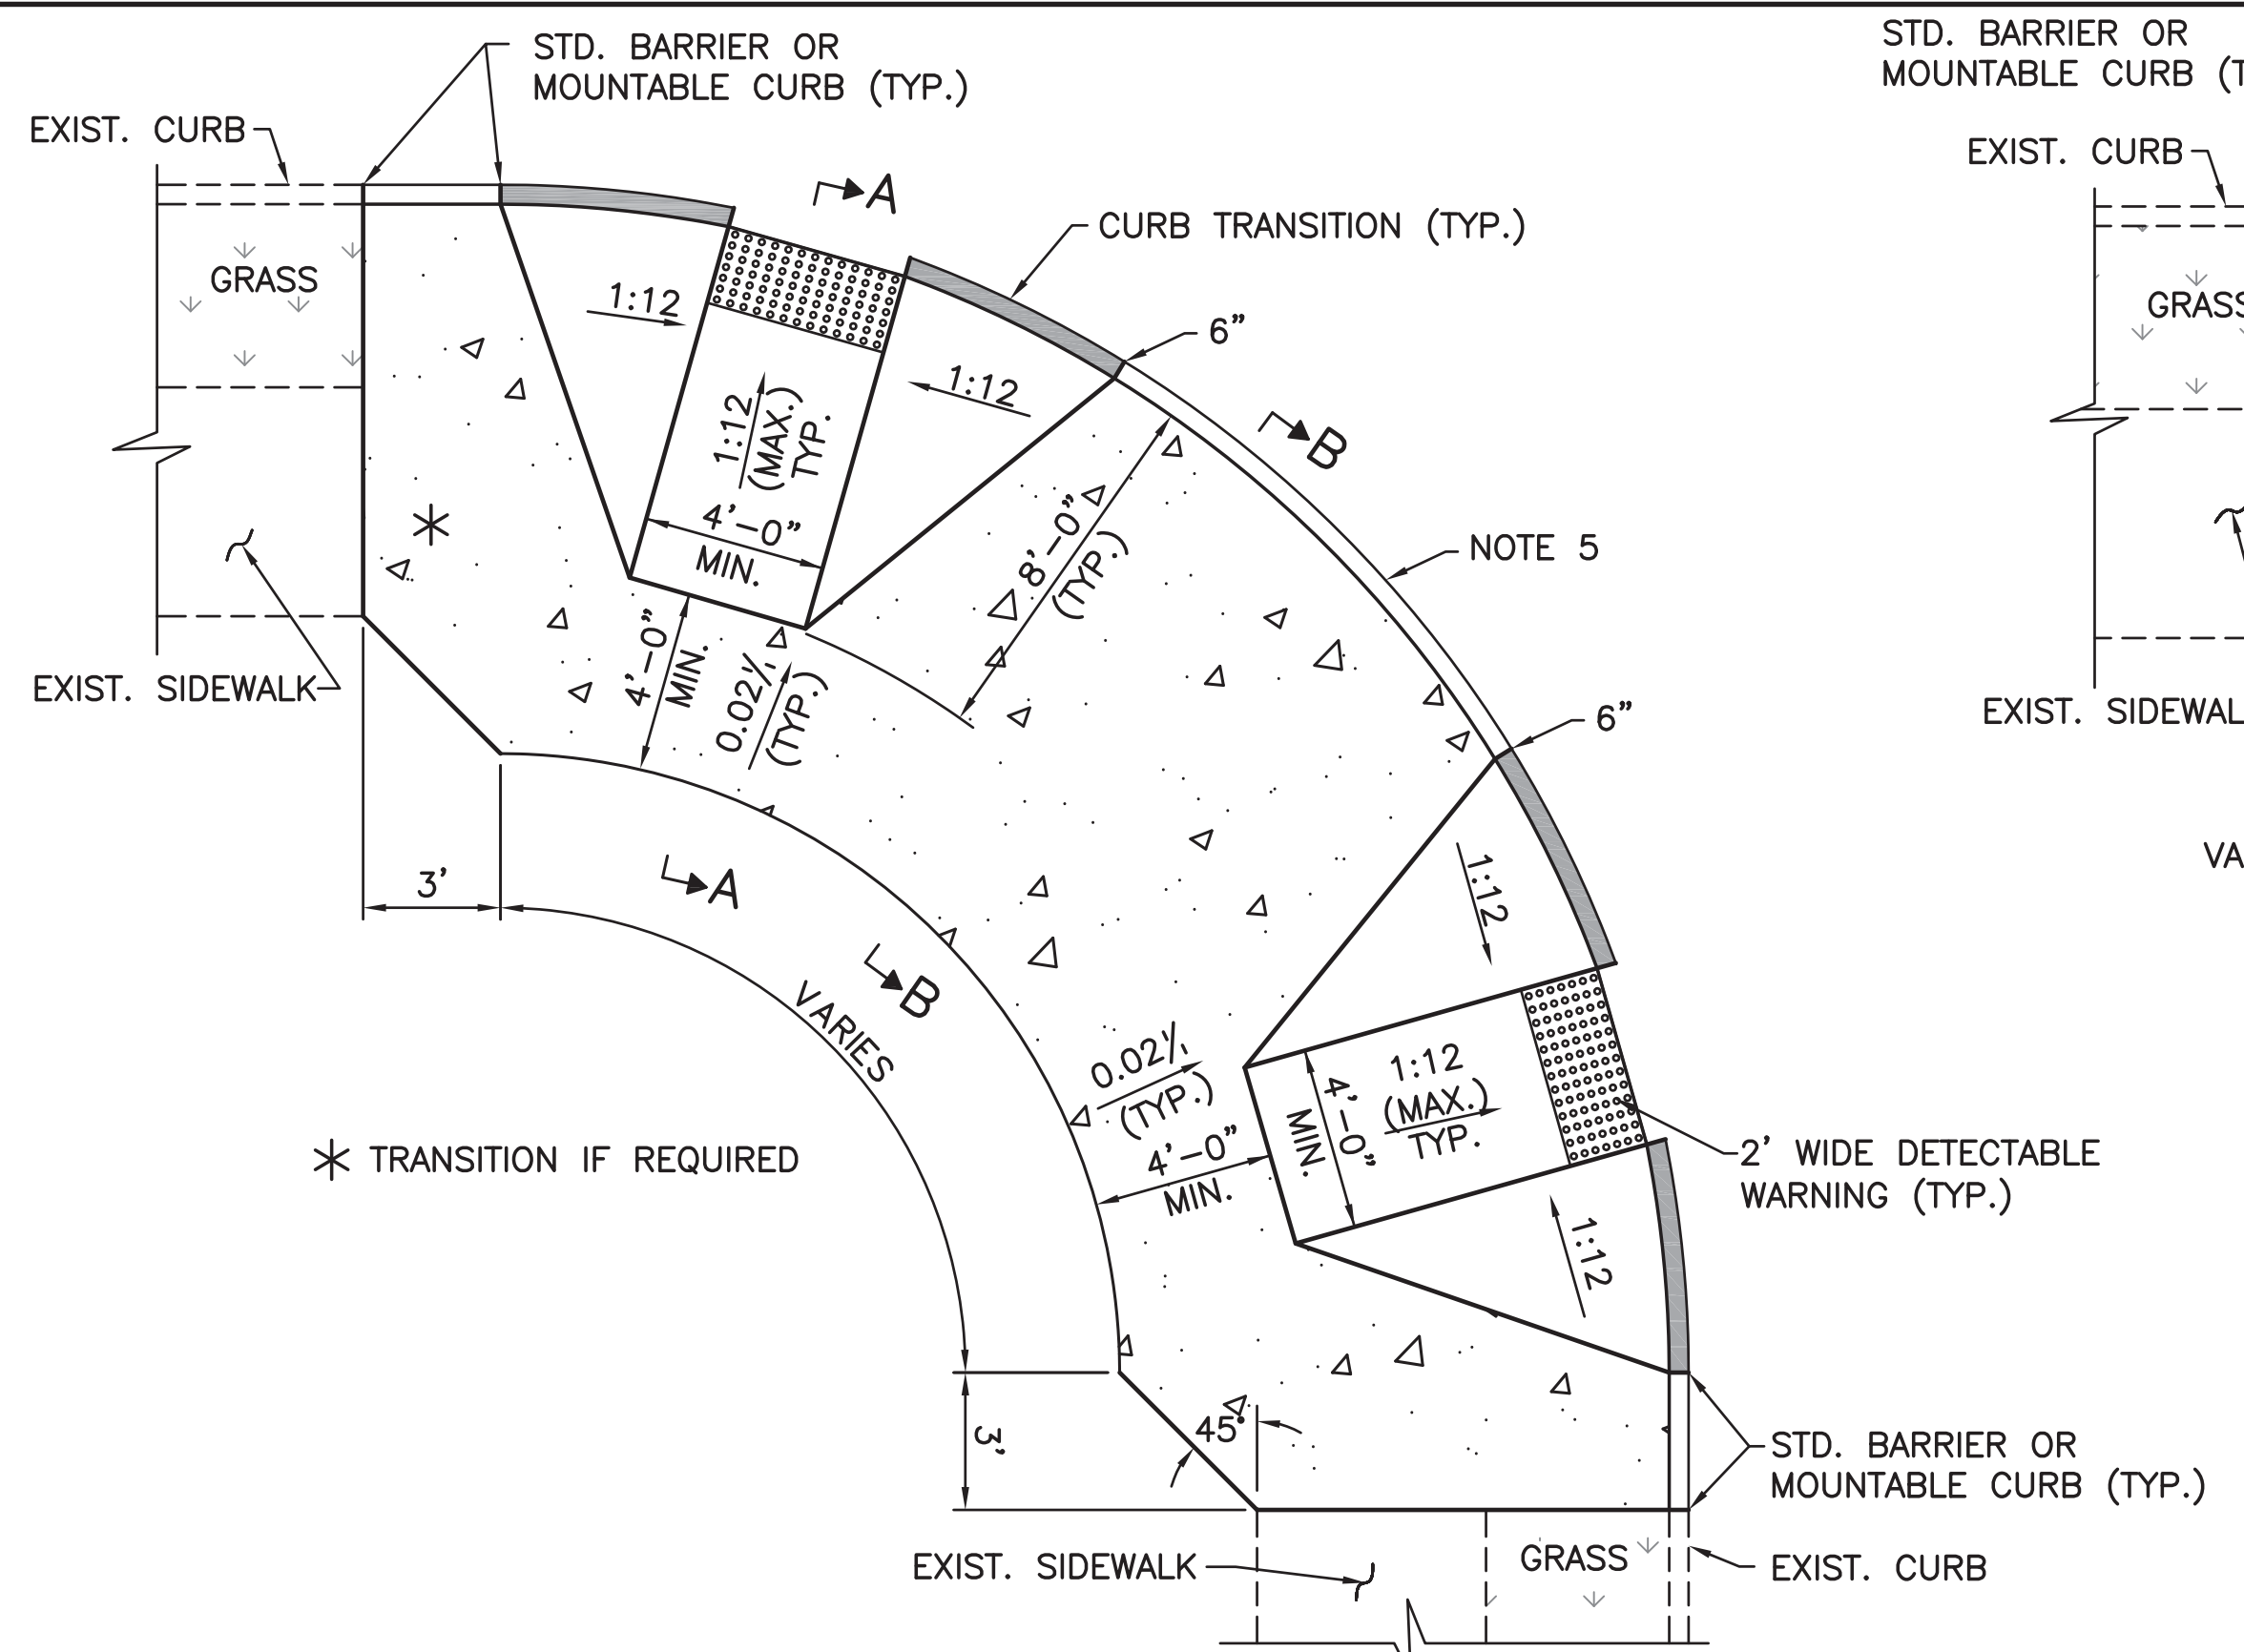 STD. BARRIER OR
MOUNTABLE CURB (TYP.)
EXIST. CURB
A
CURB TRANSITION (TYP.)
GRASS
1:12
6"
1:12
1:12
(MAX.)
TYP.
B
4'-0"
MIN.
8'-0"
(TYP.)
NOTE 5
EXIST. SIDEWALK
4'-0"
MIN.
0.02'/'
(TYP.)
6"
3'
A
1:12
B
VARIES
0.02'/'
(TYP.)
4'-0"
MIN.
4'-0"
MIN.
1:12
(MAX.)
TYP.
* TRANSITION IF REQUIRED
2' WIDE DETECTABLE
WARNING (TYP.)
1:12
3'
45°
STD. BARRIER OR
MOUNTABLE CURB (TYP.)
EXIST. SIDEWALK
GRASS
EXIST. CURB
STD. BARRIER OR
MOUNTABLE CURB
EXIST. CURB
GRASS
EXIST.